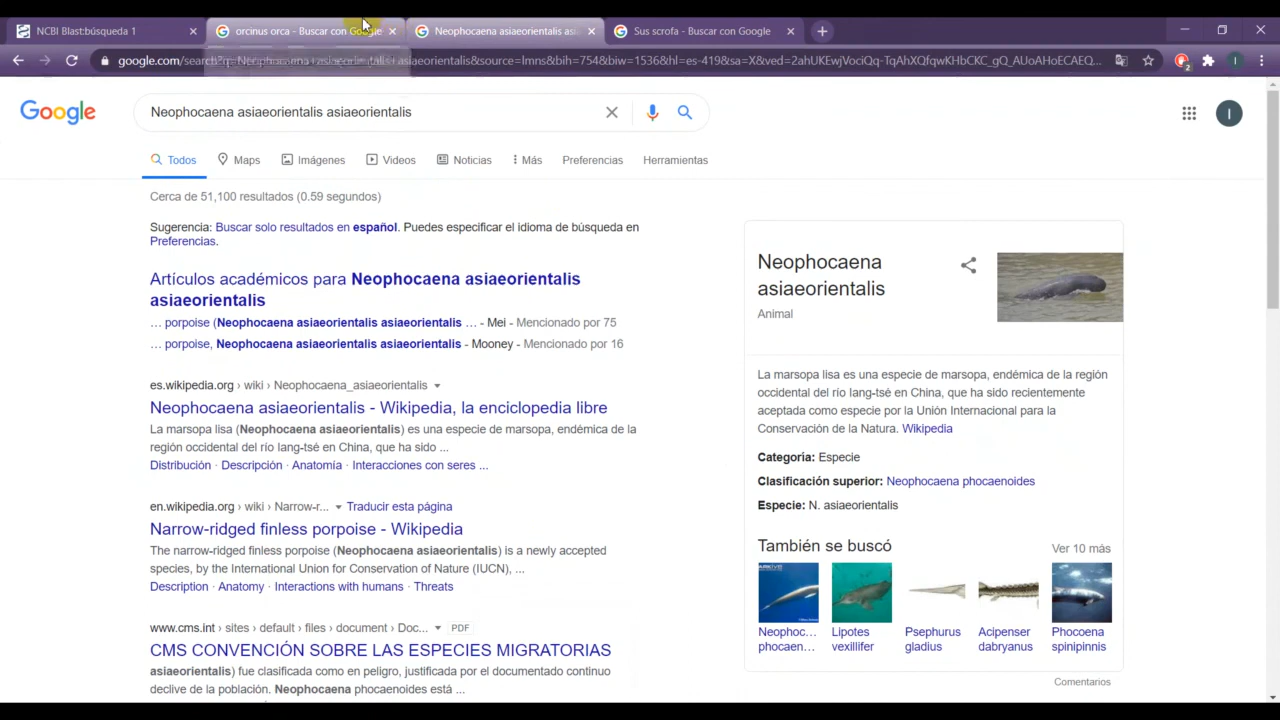 NCBI Blast:búsqueda 1
orcinus orca - Buscar con Google
Neophocaena asiaeorientalis asi
Sus scrofa - Buscar con Google
google.com/search?q=Neophocaena+asiaeorientalis+asiaeorientalis&source=lmns&bih=754&biw=1536&hl=es-419&sa=X&ved=2ahUKEwjVociQq-TqAhXQfqwKHbCKC_gQ_AUoAHoECAEQ...
2
I
Google
Neophocaena asiaeorientalis asiaeorientalis
I
Todos
Maps
Imágenes
Videos
Noticias
Más
Preferencias
Herramientas
Cerca de 51,100 resultados (0.59 segundos)
Sugerencia: Buscar solo resultados en español. Puedes especificar el idioma de búsqueda en
Preferencias.
Artículos académicos para Neophocaena asiaeorientalis
asiaeorientalis
... porpoise (Neophocaena asiaeorientalis asiaeorientalis ... - Mei - Mencionado por 75
... porpoise, Neophocaena asiaeorientalis asiaeorientalis - Mooney - Mencionado por 16
es.wikipedia.org › wiki › Neophocaena_asiaeorientalis
Neophocaena asiaeorientalis - Wikipedia, la enciclopedia libre
La marsopa lisa (Neophocaena asiaeorientalis) es una especie de marsopa, endémica de la
región occidental del río Iang-tsé en China, que ha sido ...
Distribución · Descripción · Anatomía · Interacciones con seres ...
en.wikipedia.org › wiki › Narrow-r... Traducir esta página
Narrow-ridged finless porpoise - Wikipedia
The narrow-ridged finless porpoise (Neophocaena asiaeorientalis) is a newly accepted
species, by the International Union for Conservation of Nature (IUCN), ...
Description · Anatomy · Interactions with humans · Threats
www.cms.int › sites › default › files › document › Doc... PDF
CMS CONVENCIÓN SOBRE LAS ESPECIES MIGRATORIAS
asiaeorientalis) fue clasificada como en peligro, justificada por el documentado continuo
declive de la población. Neophocaena phocaenoides está ...
Neophocaena
asiaeorientalis
Animal
La marsopa lisa es una especie de marsopa, endémica de la región
occidental del río Iang-tsé en China, que ha sido recientemente
aceptada como especie por la Unión Internacional para la
Conservación de la Natura. Wikipedia
Categoría: Especie
Clasificación superior: Neophocaena phocaenoides
Especie: N. asiaeorientalis
También se buscó
Ver 10 más
Neophoc...
phocaen...
Lipotes
vexillifer
Psephurus
gladius
Acipenser
dabryanus
Phocoena
spinipinnis
Comentarios